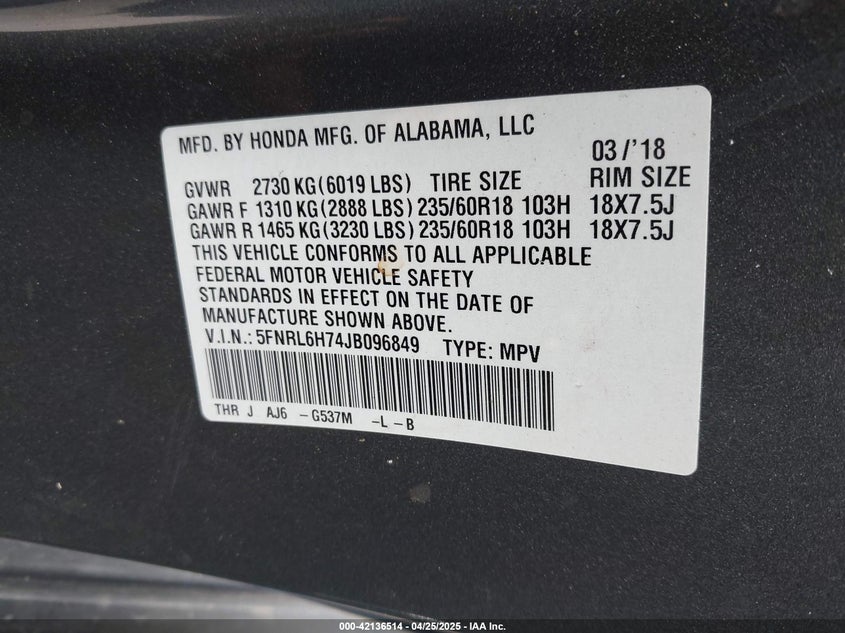 MFD. BY HONDA MFG. OF ALABAMA, LLC
03/'18
GVWR 2730 KG(6019 LBS) TIRE SIZE RIM SIZE
GAWR F 1310 KG(2888 LBS) 235/60R18 103H 18X7.5J
GAWR R 1465 KG(3230 LBS) 235/60R18 103H 18X7.5J
THIS VEHICLE CONFORMS TO ALL APPLICABLE
FEDERAL MOTOR VEHICLE SAFETY
STANDARDS IN EFFECT ON THE DATE OF
MANUFACTURE SHOWN ABOVE.
V.I.N.: 5FNRL6H74JB096849 TYPE: MPV
THR J AJ6 -G537M -L-B
000-42136514 - 04/25/2025 - IAA Inc.